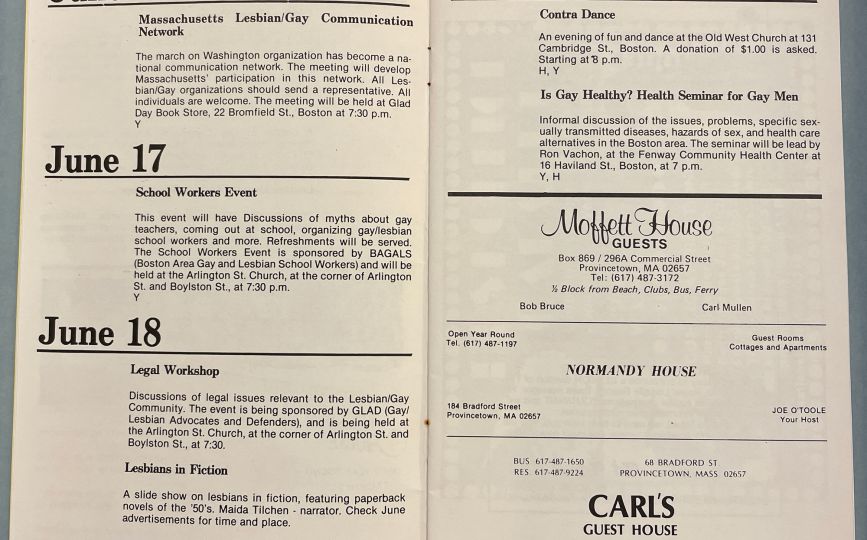 Massachusetts Lesbian/Gay Communication
Network
The march on Washington organization has become a na-
tional communication network. The meeting will develop
Massachusetts' participation in this network. All Les-
bian/Gay organizations should send a representative. All
individuals are welcome. The meeting will be held at Glad
Day Book Store, 22 Bromfield St., Boston at 7:30 p.m.
Y
June 17
School Workers Event
This event will have Discussions of myths about gay
teachers, coming out at school, organizing gay/lesbian
school workers and more. Refreshments will be served.
The School Workers Event is sponsored by BAGALS
(Boston Area Gay and Lesbian School Workers) and will be
held at the Arlington St. Church, at the corner of Arlington
St. and Boylston St., at 7:30 p.m.
Y
June 18
Legal Workshop
Discussions of legal issues relevant to the Lesbian/Gay
Community. The event is being sponsored by GLAD (Gay/
Lesbian Advocates and Defenders), and is being held at
the Arlington St. Church, at the corner of Arlington St. and
Boylston St., at 7:30.
Lesbians in Fiction
A slide show on lesbians in fiction, featuring paperback
novels of the '50's. Maida Tilchen - narrator. Check June
advertisements for time and place.
Contra Dance
An evening of fun and dance at the Old West Church at 131
Cambridge St., Boston. A donation of $1.00 is asked.
Starting at 8 p.m.
H, Y
Is Gay Healthy? Health Seminar for Gay Men
Informal discussion of the issues, problems, specific sex-
ually transmitted diseases, hazards of sex, and health care
alternatives in the Boston area. The seminar will be lead by
Ron Vachon, at the Fenway Community Health Center at
16 Haviland St., Boston, at 7 p.m.
Y, H
Moffett House
GUESTS
Box 869 / 296A Commercial Street
Provincetown, MA 02657
Tel: (617) 487-3172
½ Block from Beach, Clubs, Bus, Ferry
Bob Bruce Carl Mullen
Open Year Round Guest Rooms
Tel. (617) 487-1197 Cottages and Apartments
NORMANDY HOUSE
184 Bradford Street JOE O'TOOLE
Provincetown, MA 02657 Your Host
BUS 617-487-1650 68 BRADFORD ST
RES. 617-487-9224 PROVINCETOWN, MASS 02657
CARL'S
GUEST HOUSE